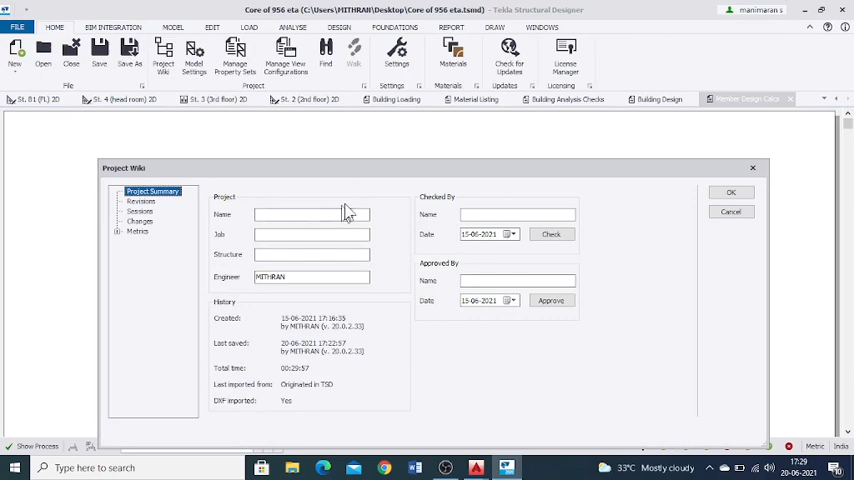 Core of 956 eta (C:\Users\MITHRAN\Desktop\Core of 956 eta.tsmd) - Tekla Structural Designer
manimaran s
FILE HOME BIM INTEGRATION MODEL EDIT LOAD ANALYSE DESIGN FOUNDATIONS REPORT DRAW WINDOWS
New Open Close Save Save As Project Wiki Model Settings Manage Property Sets Manage View Configurations Find Walk Settings Materials Check for Updates License Manager
File Project Settings Materials Updates Licensing
St. B1 (FL) 2D St. 4 (head room) 2D St. 3 (3rd floor) 2D St. 2 (2nd floor) 2D Building Loading Material Listing Building Analysis Checks Building Design Member Design Calcs
Project Wiki
Project Summary
Revisions
Sessions
Changes
Metrics
Project
Name
Job
Structure
Engineer MITHRAN
History
Created: 15-06-2021 17:16:35
by MITHRAN (v. 20.0.2.33)
Last saved: 20-06-2021 17:22:57
by MITHRAN (v. 20.0.2.33)
Total time: 00:29:57
Last imported from: Originated in TSD
DXF imported: Yes
Checked By
Name
Date 15-06-2021 Check
Approved By
Name
Date 15-06-2021 Approve
OK
Cancel
Show Process
Metric India
Type here to search
33°C Mostly cloudy
17:29
20-06-2021